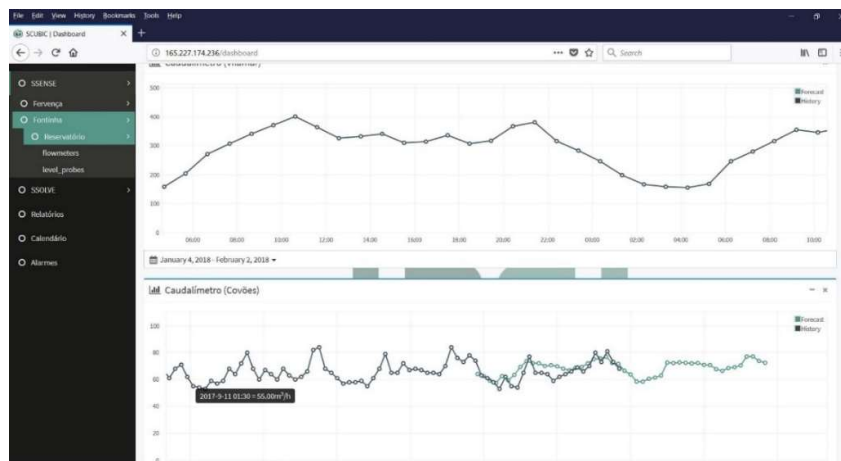 File Edit View History Bookmarks Tools Help
SCUBIC | Dashboard
165.227.174.236/dashboard
Search
SSENSE
Fervença
Fontinha
Reservatório
flowmeters
level_probes
SSOLVE
Relatórios
Calendário
Alarmes
Caudalímetro (Vilamar)
Forecast
History
500
400
300
200
100
0
06:00 08:00 10:00 12:00 14:00 16:00 18:00 20:00 22:00 00:00 02:00 04:00 06:00 08:00 10:00
January 4, 2018 - February 2, 2018
Caudalímetro (Covões)
Forecast
History
100
80
60
40
20
0
2017-9-11 01:30 = 55.00m³/h